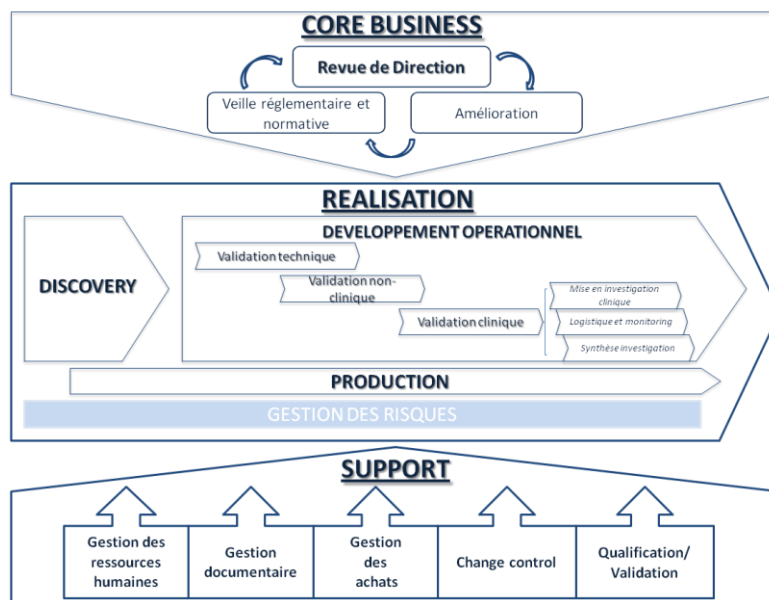 CORE BUSINESS
Revue de Direction
Veille réglementaire et
normative
Amélioration
REALISATION
DEVELOPPEMENT OPERATIONNEL
DISCOVERY
Validation technique
Validation non-
clinique
Validation clinique
Mise en investigation
clinique
Logistique et monitoring
Synthèse investigation
PRODUCTION
GESTION DES RISQUES
SUPPORT
Gestion des
ressources
humaines
Gestion
documentaire
Gestion
des
achats
Change control
Qualification/
Validation